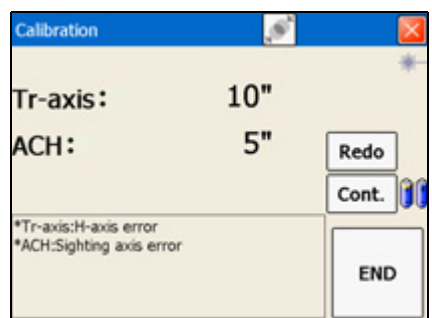 Calibration
Tr-axis: 10"
ACH: 5"
Redo
Cont.
*Tr-axis:H-axis error
*ACH:Sighting axis error
END